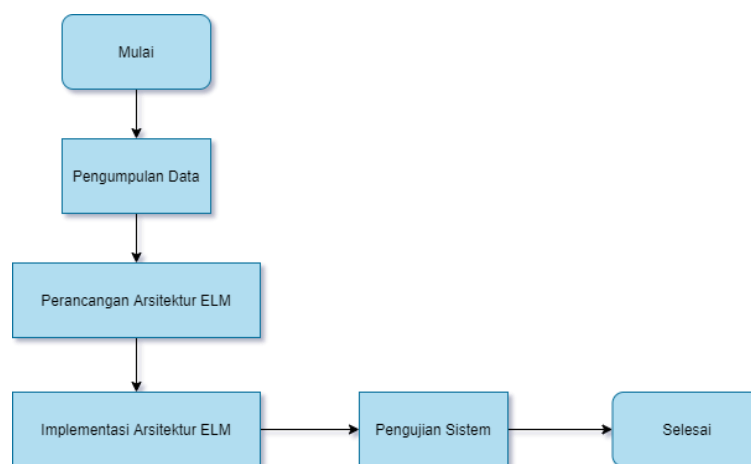 Mulai
Pengumpulan Data
Perancangan Arsitektur ELM
Implementasi Arsitektur ELM
Pengujian Sistem
Selesai